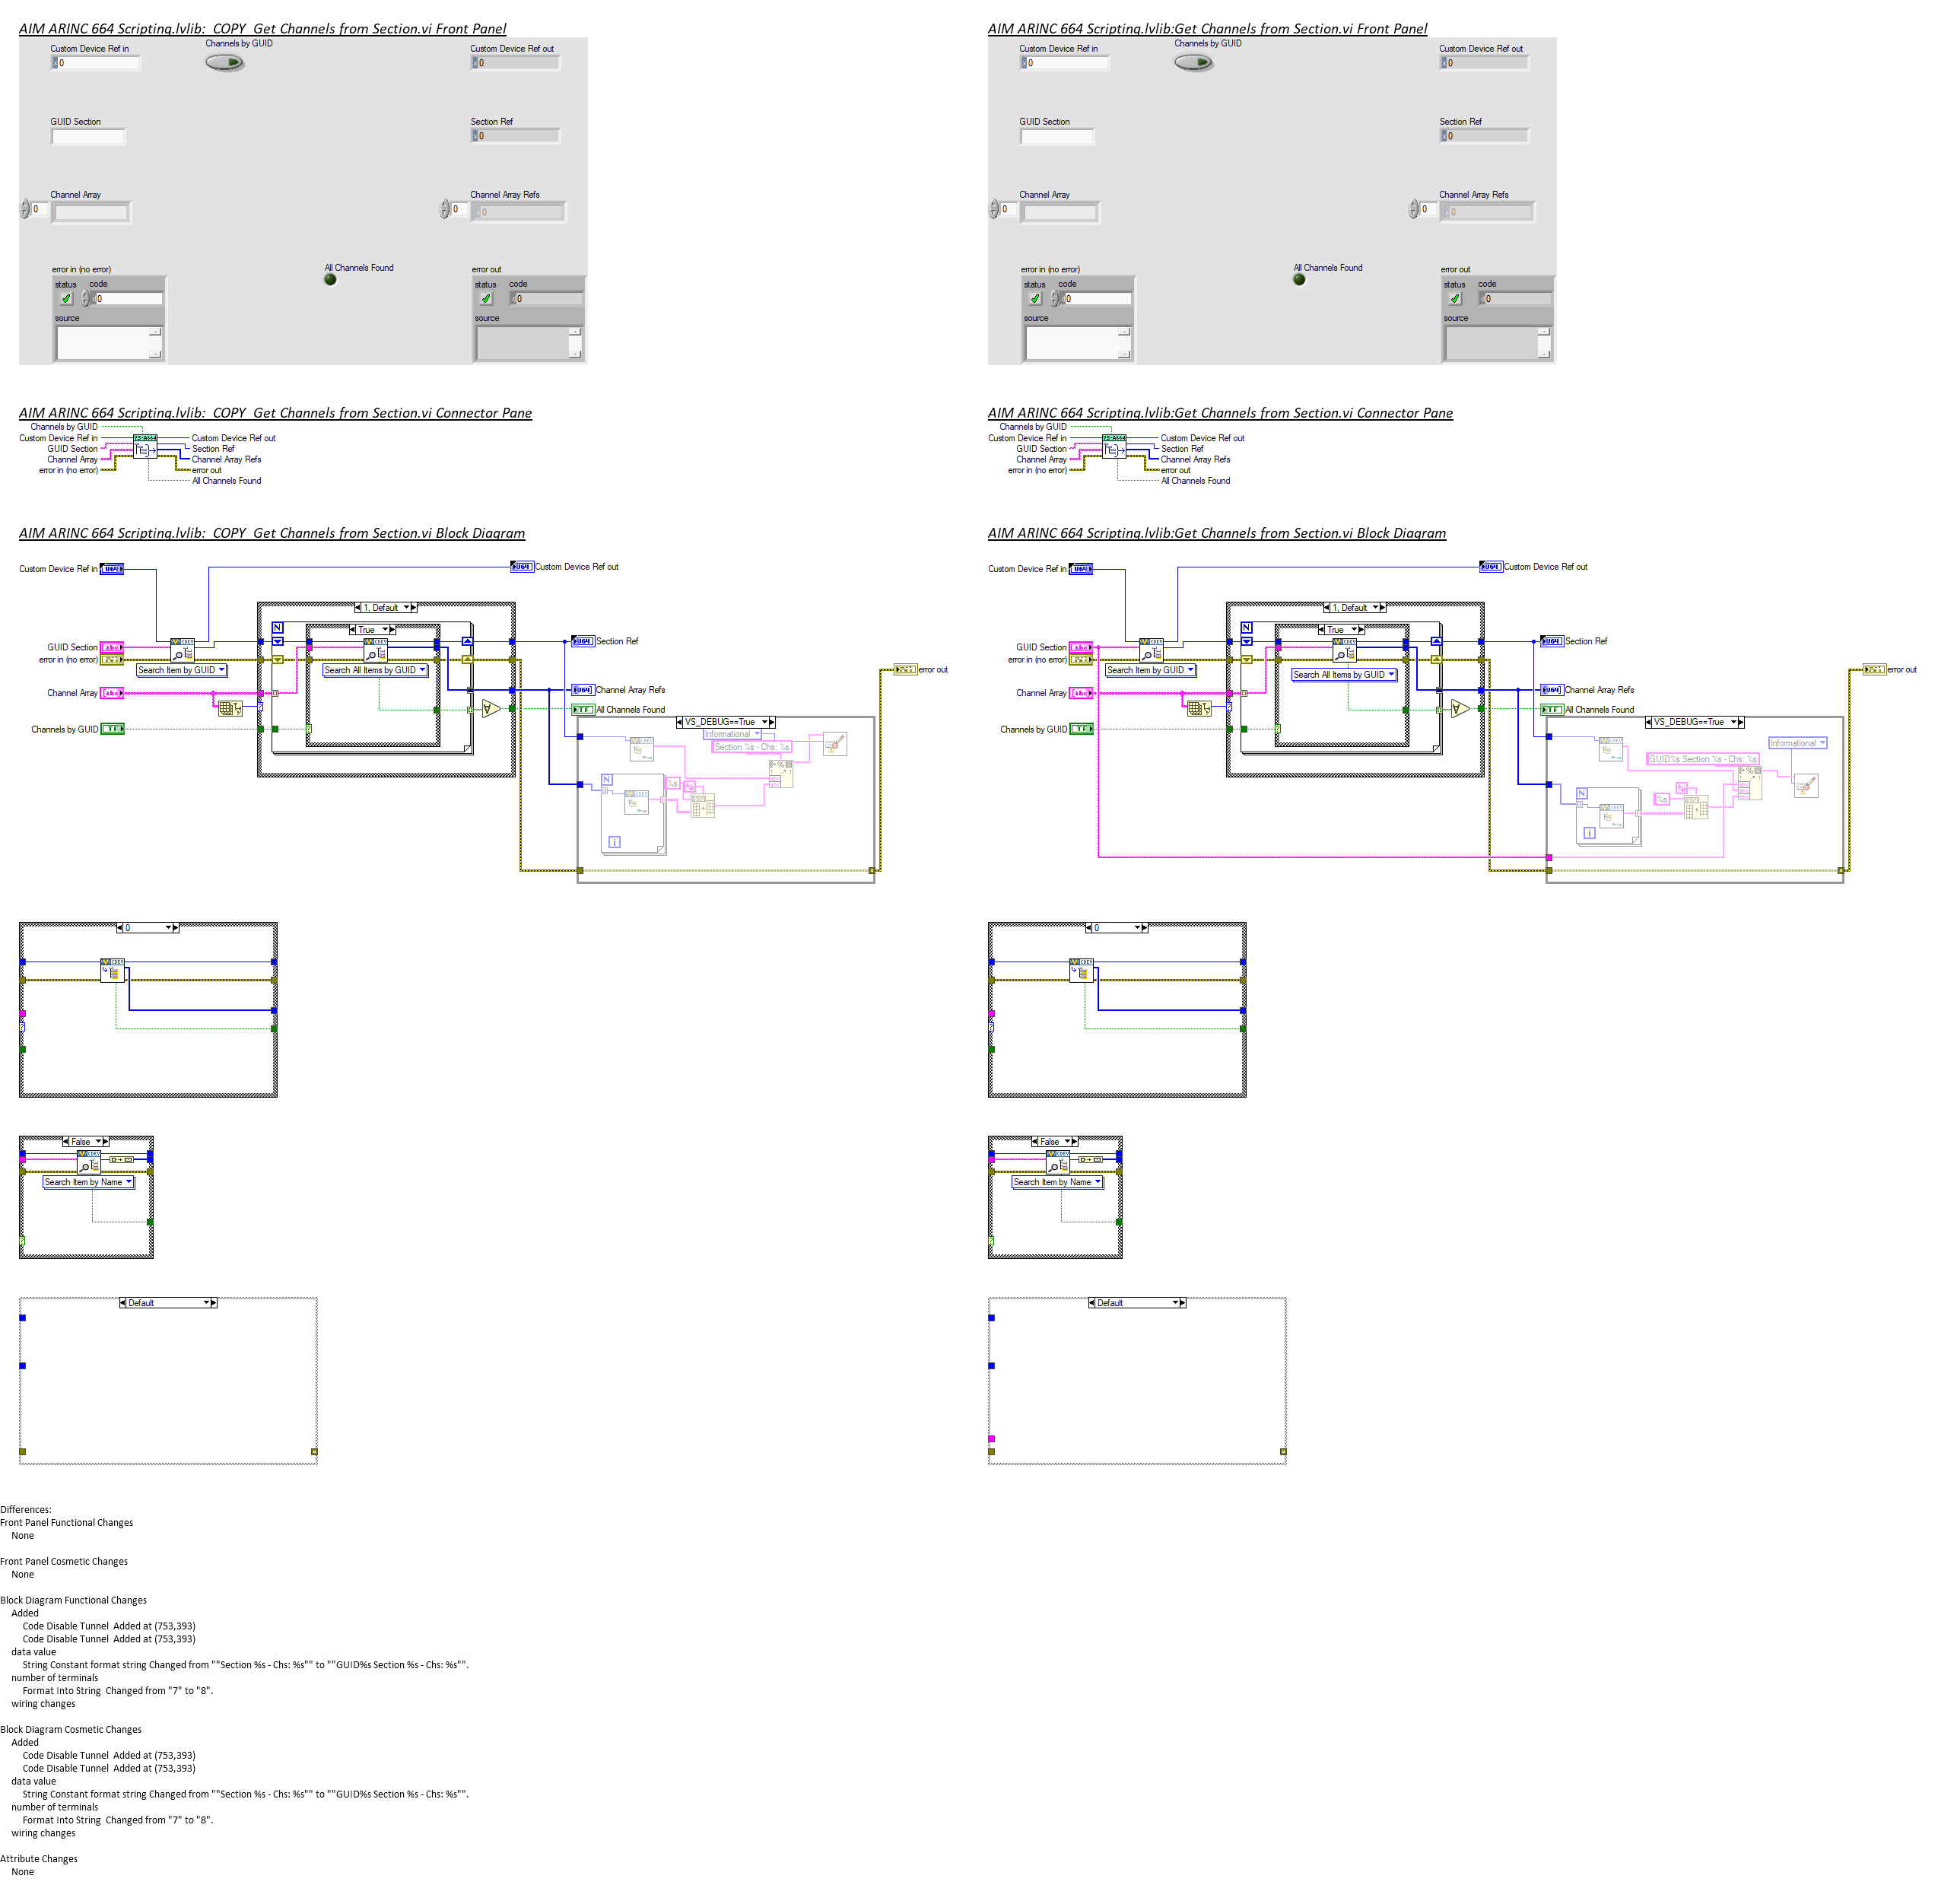 AIM ARINC 664 Scripting.lvlib:_COPY_Get Channels from Section.vi Front Panel
Custom Device Ref in
Channels by GUID
Custom Device Ref out
0
0
GUID Section
Section Ref
0
Channel Array
Channel Array Refs
0
0
0
error in (no error)
All Channels Found
error out
status code
0
status code
0
source
source
AIM ARINC 664 Scripting.lvlib:Get Channels from Section.vi Front Panel
Custom Device Ref in
Channels by GUID
Custom Device Ref out
0
0
GUID Section
Section Ref
0
Channel Array
Channel Array Refs
0
0
0
error in (no error)
All Channels Found
error out
status code
0
status code
0
source
source
AIM ARINC 664 Scripting.lvlib:_COPY_Get Channels from Section.vi Connector Pane
Channels by GUID
Custom Device Ref in
Custom Device Ref out
GUID Section
Section Ref
Channel Array
Channel Array Refs
error in (no error)
error out
All Channels Found
AIM ARINC 664 Scripting.lvlib:Get Channels from Section.vi Connector Pane
Channels by GUID
Custom Device Ref in
Custom Device Ref out
GUID Section
Section Ref
Channel Array
Channel Array Refs
error in (no error)
error out
All Channels Found
AIM ARINC 664 Scripting.lvlib:_COPY_Get Channels from Section.vi Block Diagram
Custom Device Ref in
U64
U64
Custom Device Ref out
1, Default
N
True
GUID Section
abc
U64
Section Ref
error in (no error)
Search Item by GUID
Search All Items by GUID
error out
Channel Array
abc
U64
Channel Array Refs
TF
All Channels Found
Channels by GUID
TF
VS_DEBUG==True
Informational
Section %s - Chs: %s
N
%s
i
AIM ARINC 664 Scripting.lvlib:Get Channels from Section.vi Block Diagram
Custom Device Ref in
U64
U64
Custom Device Ref out
1, Default
N
True
GUID Section
abc
U64
Section Ref
error in (no error)
Search Item by GUID
Search All Items by GUID
error out
Channel Array
abc
U64
Channel Array Refs
TF
All Channels Found
Channels by GUID
TF
VS_DEBUG==True
Informational
GUID%s Section %s - Chs: %s
N
%s
i
0
0
False
Search Item by Name
False
Search Item by Name
Default
Default
Differences:
Front Panel Functional Changes
None
Front Panel Cosmetic Changes
None
Block Diagram Functional Changes
Added
Code Disable Tunnel  Added at (753,393)
Code Disable Tunnel  Added at (753,393)
data value
String Constant format string Changed from ""Section %s - Chs: %s"" to ""GUID%s Section %s - Chs: %s"".
number of terminals
Format Into String  Changed from "7" to "8".
wiring changes
Block Diagram Cosmetic Changes
Added
Code Disable Tunnel  Added at (753,393)
Code Disable Tunnel  Added at (753,393)
data value
String Constant format string Changed from ""Section %s - Chs: %s"" to ""GUID%s Section %s - Chs: %s"".
number of terminals
Format Into String  Changed from "7" to "8".
wiring changes
Attribute Changes
None